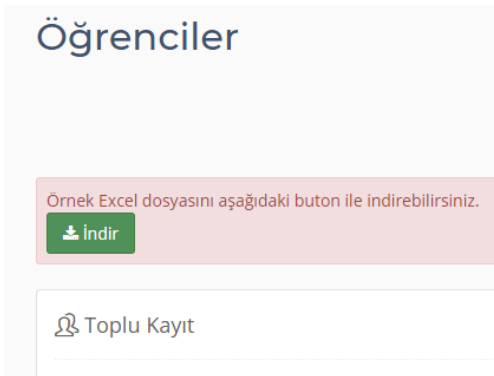 Öğrenciler
Örnek Excel dosyasını aşağıdaki buton ile indirebilirsiniz.
İndir
Toplu Kayıt